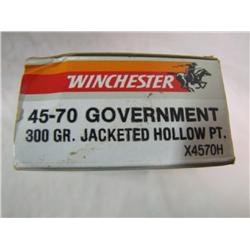 WINCHESTER
45-70 GOVERNMENT
300 GR. JACKETED HOLLOW PT.
X4570H